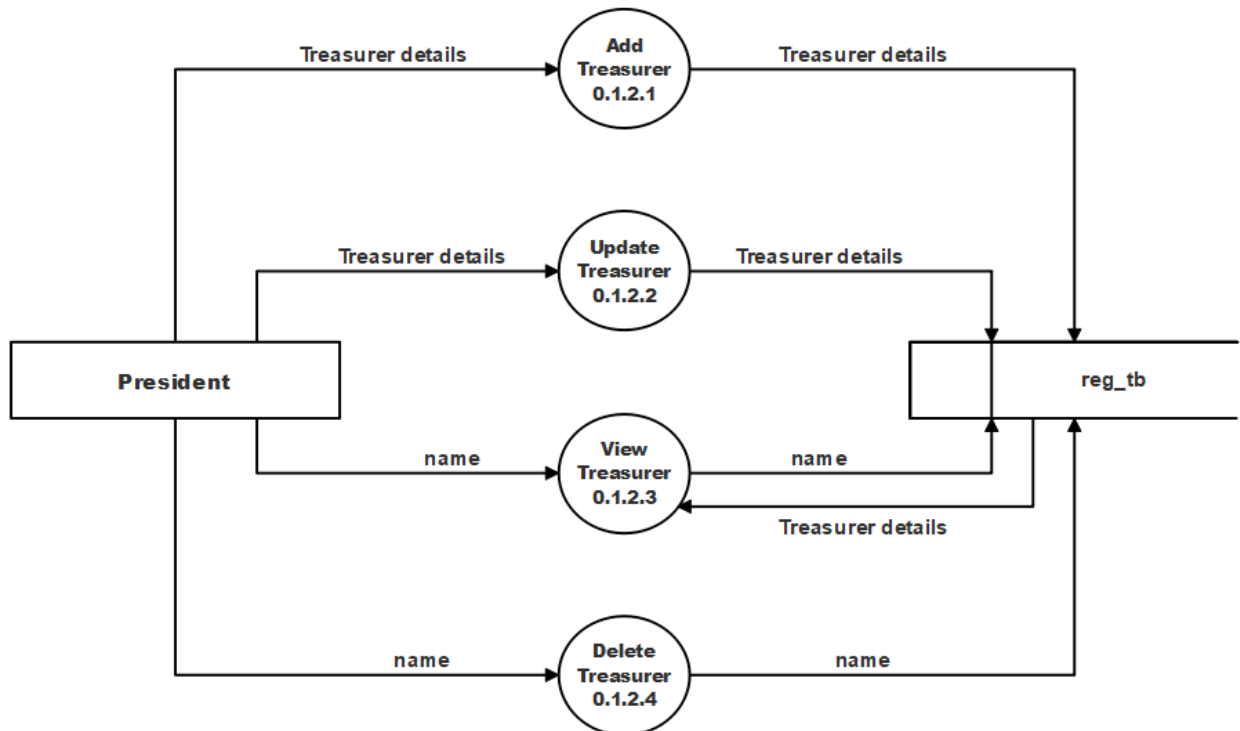 Treasurer details
Add
Treasurer
0.1.2.1
Treasurer details
Treasurer details
Update
Treasurer
0.1.2.2
Treasurer details
President
reg_tb
name
View
Treasurer
0.1.2.3
name
Treasurer details
name
Delete
Treasurer
0.1.2.4
name